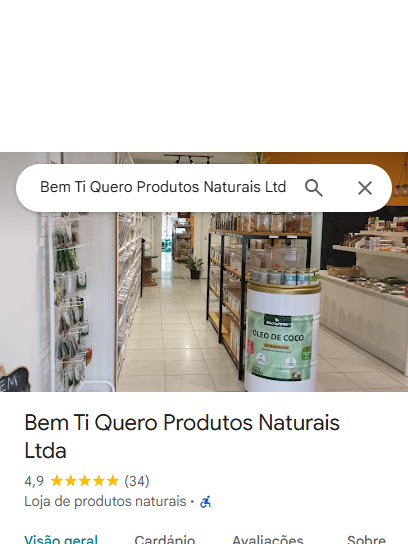 Bem Ti Quero Produtos Naturais Ltd
ÓLEO DE COCO
Bem Ti Quero Produtos Naturais
Ltda
4,9 ★★★★★ (34)
Loja de produtos naturais ·
Visão geral Cardápio Avaliações Sobre